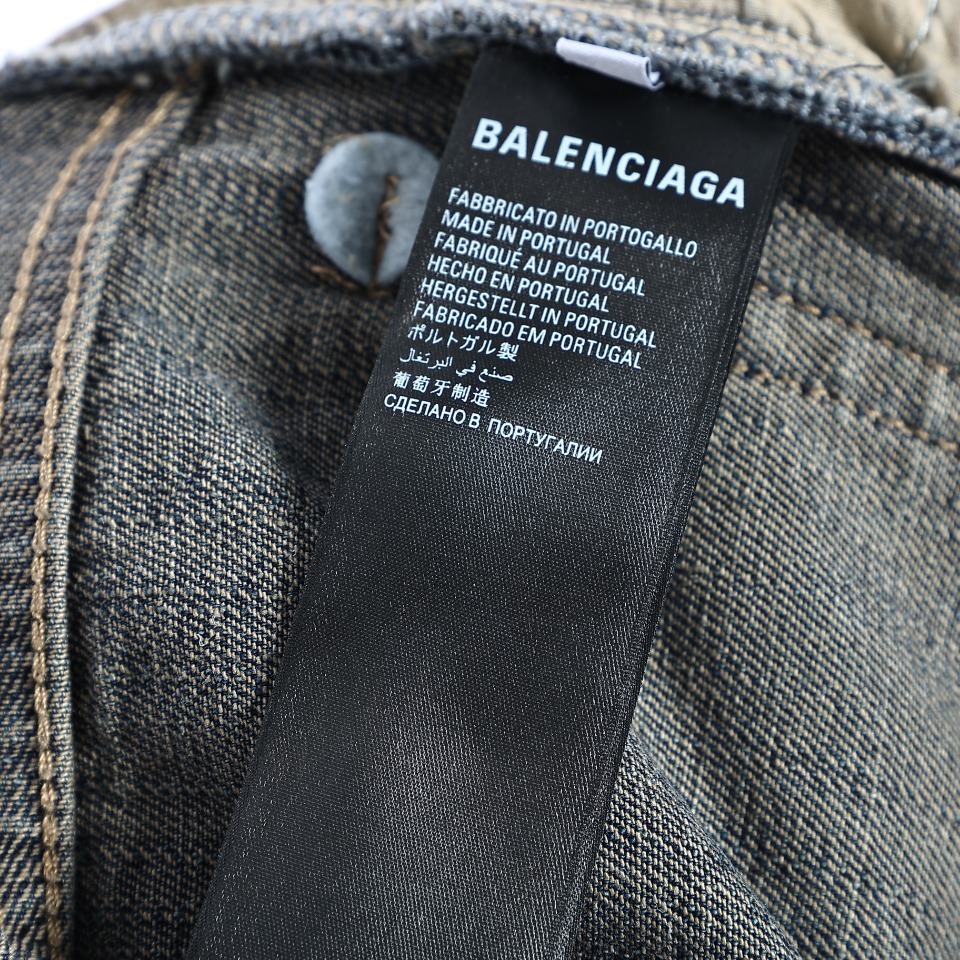 BALENCIAGA
FABBRICATO IN PORTOGALLO
MADE IN PORTUGAL
FABRIQUÉ AU PORTUGAL
HECHO EN PORTUGAL
HERGESTELLT IN PORTUGAL
FABRICADO EM PORTUGAL
ポルトガル製
صنع في البرتغال
葡萄牙制造
СДЕЛАНО В ПОРТУГАЛИИ